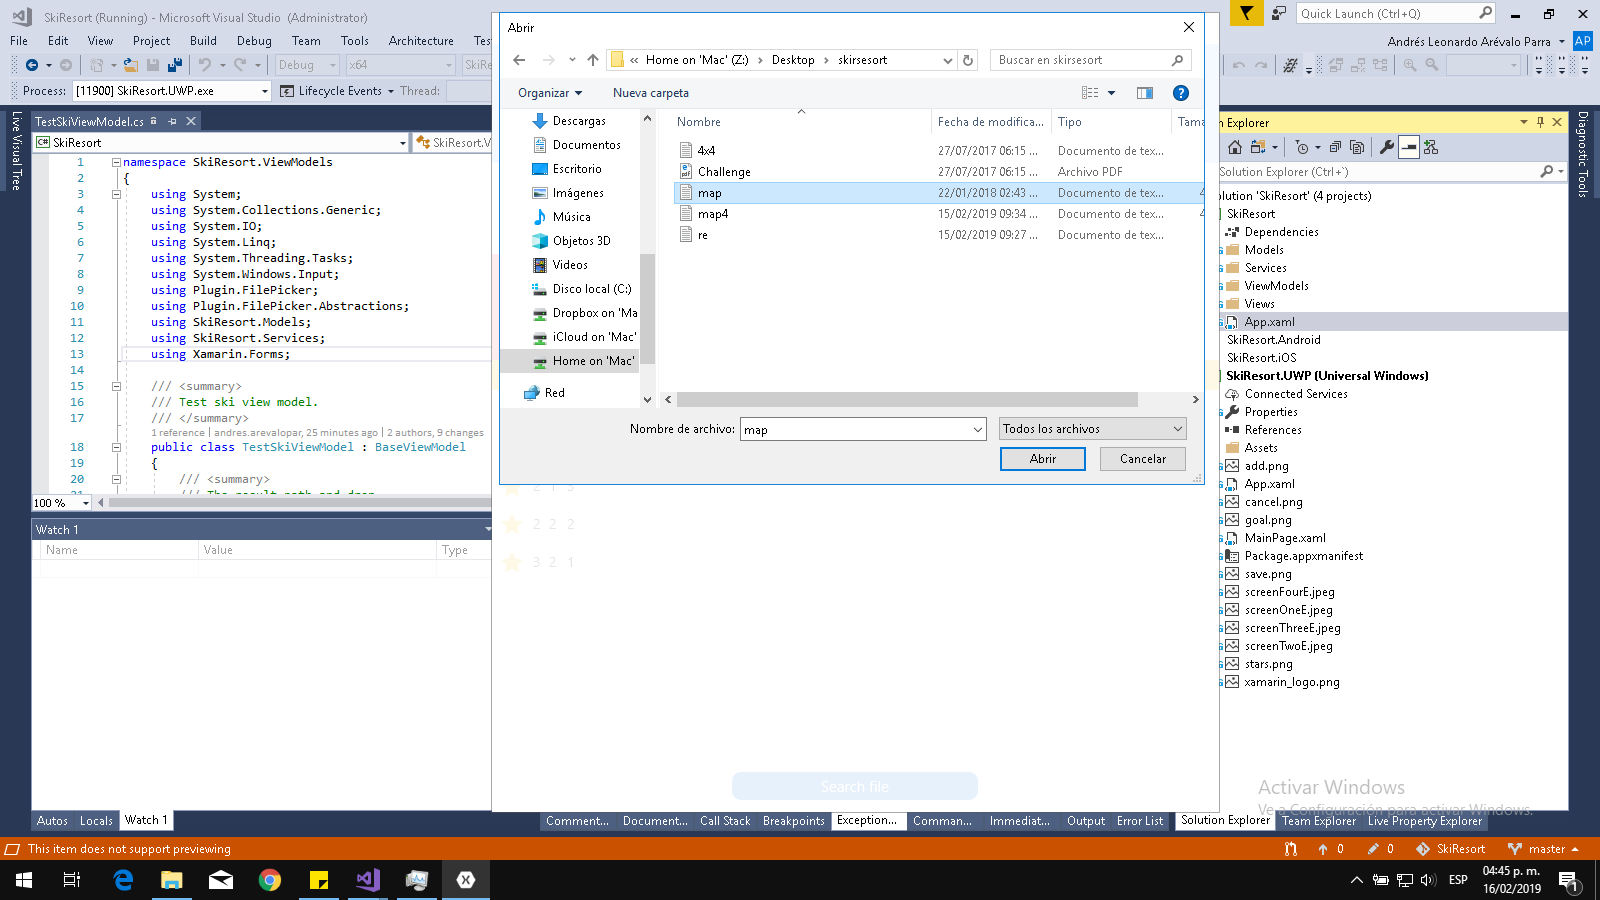 SkiResort (Running) - Microsoft Visual Studio (Administrator)
Quick Launch (Ctrl+Q)
File Edit View Project Build Debug Team Tools Architecture
Andrés Leonardo Arévalo Parra AP
Debug x64
Process: [11900] SkiResort.UWP.exe Lifecycle Events Thread:
Live Visual Tree
TestSkiViewModel.cs
SkiResort
SkiResort.V
1 namespace SkiResort.ViewModels
2 {
3 using System;
4 using System.Collections.Generic;
5 using System.IO;
6 using System.Linq;
7 using System.Threading.Tasks;
8 using System.Windows.Input;
9 using Plugin.FilePicker;
10 using Plugin.FilePicker.Abstractions;
11 using SkiResort.Models;
12 using SkiResort.Services;
13 using Xamarin.Forms;
14
15 /// <summary>
16 /// Test ski view model.
17 /// </summary>
1 reference | andres.arevalopar, 25 minutes ago | 2 authors, 9 changes
18 public class TestSkiViewModel : BaseViewModel
19 {
20 /// <summary>
100 %
Watch 1
Name Value Type
Autos Locals Watch 1
Abrir
« Home on 'Mac' (Z:) › Desktop › skirsesort
Buscar en skirsesort
Organizar Nueva carpeta
Descargas
Documentos
Escritorio
Imágenes
Música
Objetos 3D
Videos
Disco local (C:)
Dropbox on 'Ma
iCloud on 'Mac'
Home on 'Mac'
Red
Nombre Fecha de modifica... Tipo Tama
4x4 27/07/2017 06:15 ... Documento de tex...
Challenge 27/07/2017 06:15 ... Archivo PDF
map 22/01/2018 02:43 ... Documento de tex... 4
map4 15/02/2019 09:34 ... Documento de tex... 4
re 15/02/2019 09:27 ... Documento de tex...
Nombre de archivo: map Todos los archivos
Abrir Cancelar
2 1 3
2 2 2
3 2 1
Search file
Comment... Document... Call Stack Breakpoints Exception... Comman... Immediat... Output Error List
n Explorer
Solution Explorer (Ctrl+`)
olution 'SkiResort' (4 projects)
SkiResort
Dependencies
Models
Services
ViewModels
Views
App.xaml
SkiResort.Android
SkiResort.iOS
SkiResort.UWP (Universal Windows)
Connected Services
Properties
References
Assets
add.png
App.xaml
cancel.png
goal.png
MainPage.xaml
Package.appxmanifest
save.png
screenFourE.jpeg
screenOneE.jpeg
screenThreeE.jpeg
screenTwoE.jpeg
stars.png
xamarin_logo.png
Diagnostic Tools
Activar Windows
Ve a Configuración para activar Windows.
Solution Explorer Team Explorer Live Property Explorer
This item does not support previewing
0 0 SkiResort master
ESP
04:45 p. m.
16/02/2019
1